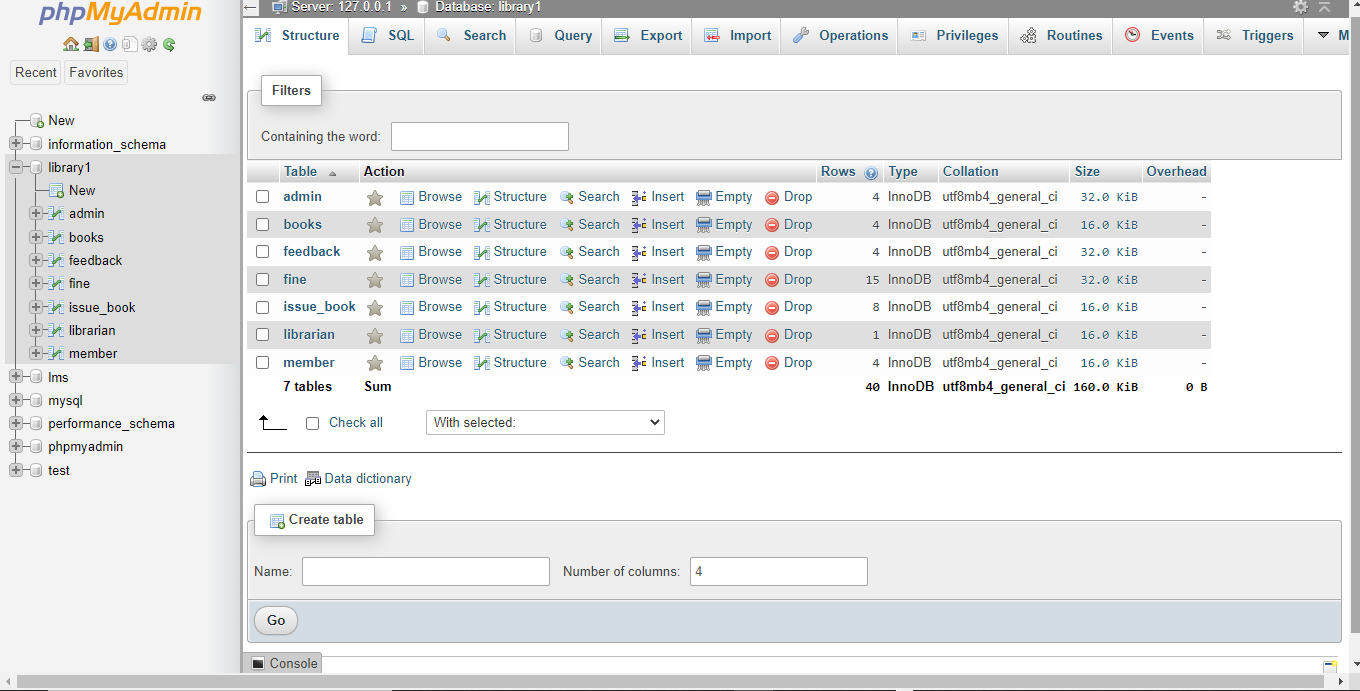 phpMyAdmin
Recent Favorites
New
information_schema
library1
New
admin
books
feedback
fine
issue_book
librarian
member
lms
mysql
performance_schema
phpmyadmin
test
Server: 127.0.0.1 » Database: library1
Structure SQL Search Query Export Import Operations Privileges Routines Events Triggers M
Filters
Containing the word:
Table Action Rows Type Collation Size Overhead
admin Browse Structure Search Insert Empty Drop 4 InnoDB utf8mb4_general_ci 32.0 KiB -
books Browse Structure Search Insert Empty Drop 4 InnoDB utf8mb4_general_ci 16.0 KiB -
feedback Browse Structure Search Insert Empty Drop 4 InnoDB utf8mb4_general_ci 32.0 KiB -
fine Browse Structure Search Insert Empty Drop 15 InnoDB utf8mb4_general_ci 32.0 KiB -
issue_book Browse Structure Search Insert Empty Drop 8 InnoDB utf8mb4_general_ci 16.0 KiB -
librarian Browse Structure Search Insert Empty Drop 1 InnoDB utf8mb4_general_ci 16.0 KiB -
member Browse Structure Search Insert Empty Drop 4 InnoDB utf8mb4_general_ci 16.0 KiB -
7 tables Sum 40 InnoDB utf8mb4_general_ci 160.0 KiB 0 B
Check all With selected:
Print Data dictionary
Create table
Name: Number of columns: 4
Go
Console